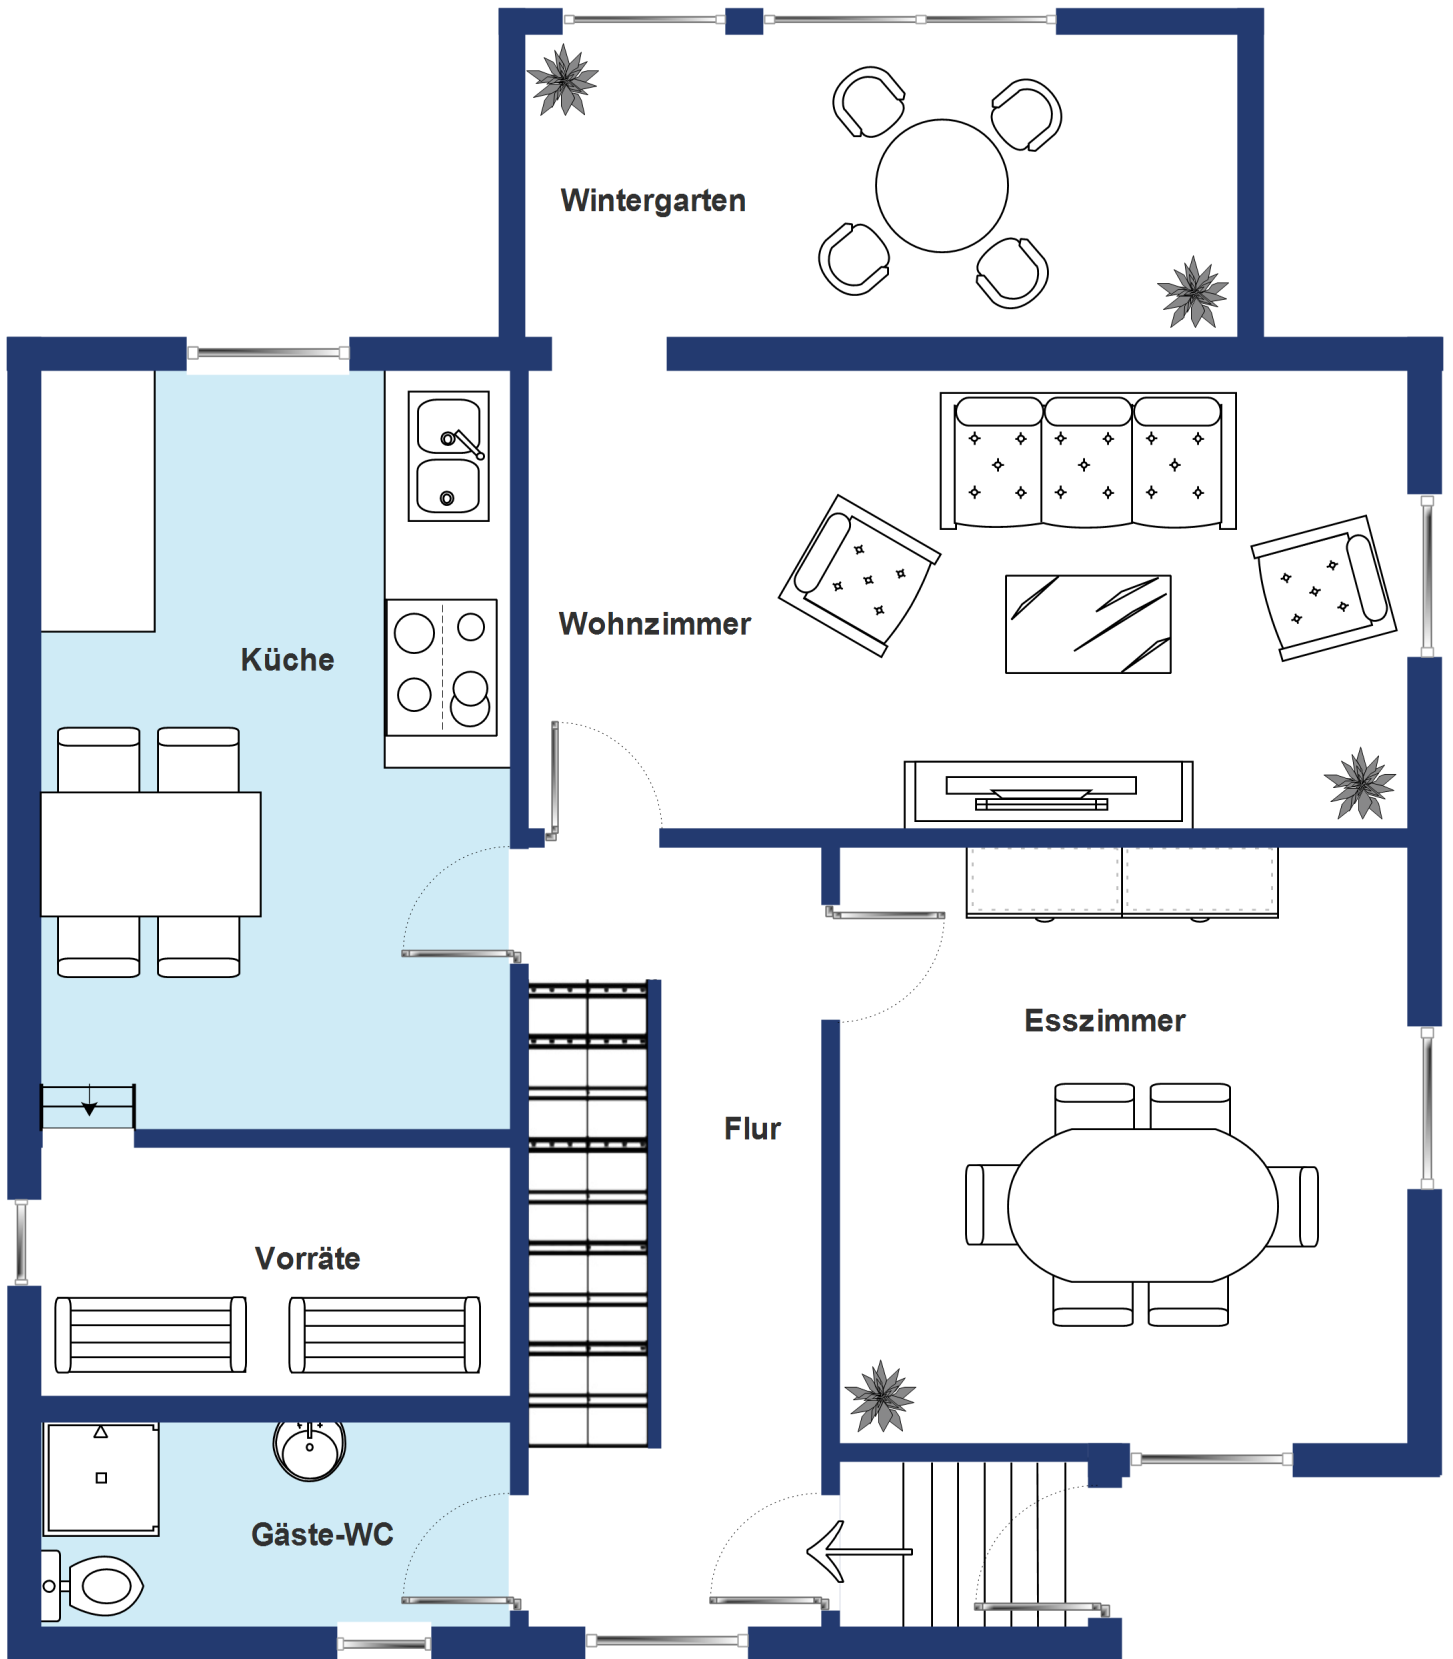 Wintergarten
Wohnzimmer
Küche
Esszimmer
Flur
Vorräte
Gäste-WC